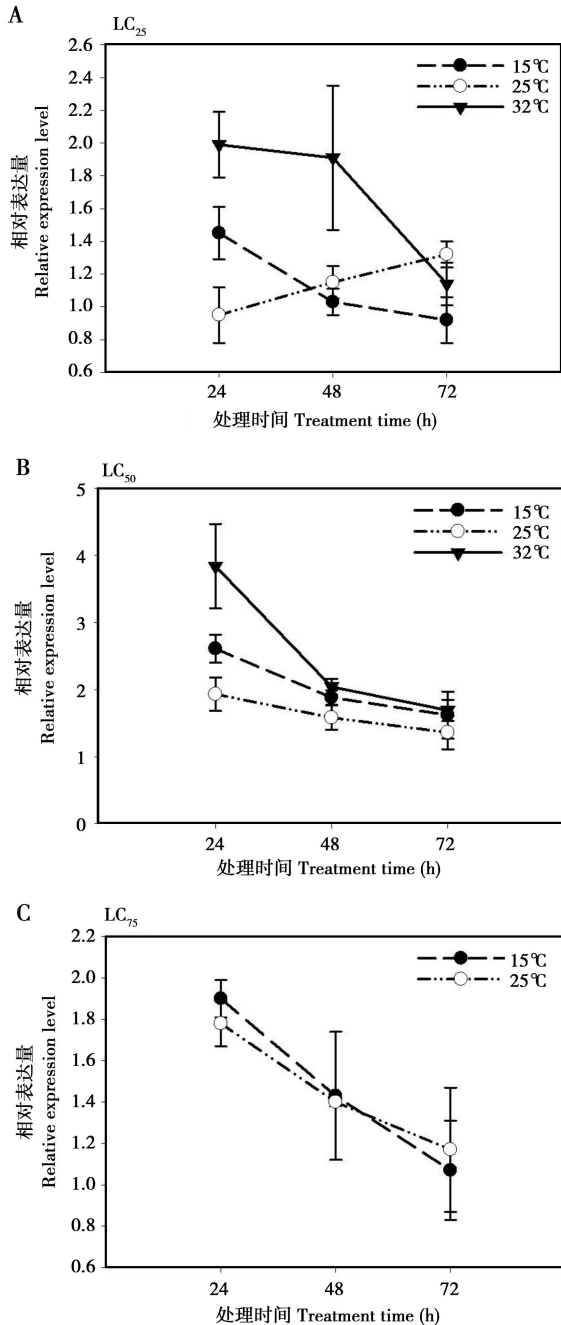 A
LC25
2.6
2.4
2.2
2.0
1.8
1.6
1.4
1.2
1.0
0.8
0.6
相对表达量
Relative expression level
15℃
25℃
32℃
24 48 72
处理时间 Treatment time (h)
B
LC50
5
4
3
2
1
0
相对表达量
Relative expression level
15℃
25℃
32℃
24 48 72
处理时间 Treatment time (h)
C
LC75
2.2
2.0
1.8
1.6
1.4
1.2
1.0
0.8
0.6
相对表达量
Relative expression level
15℃
25℃
24 48 72
处理时间 Treatment time (h)